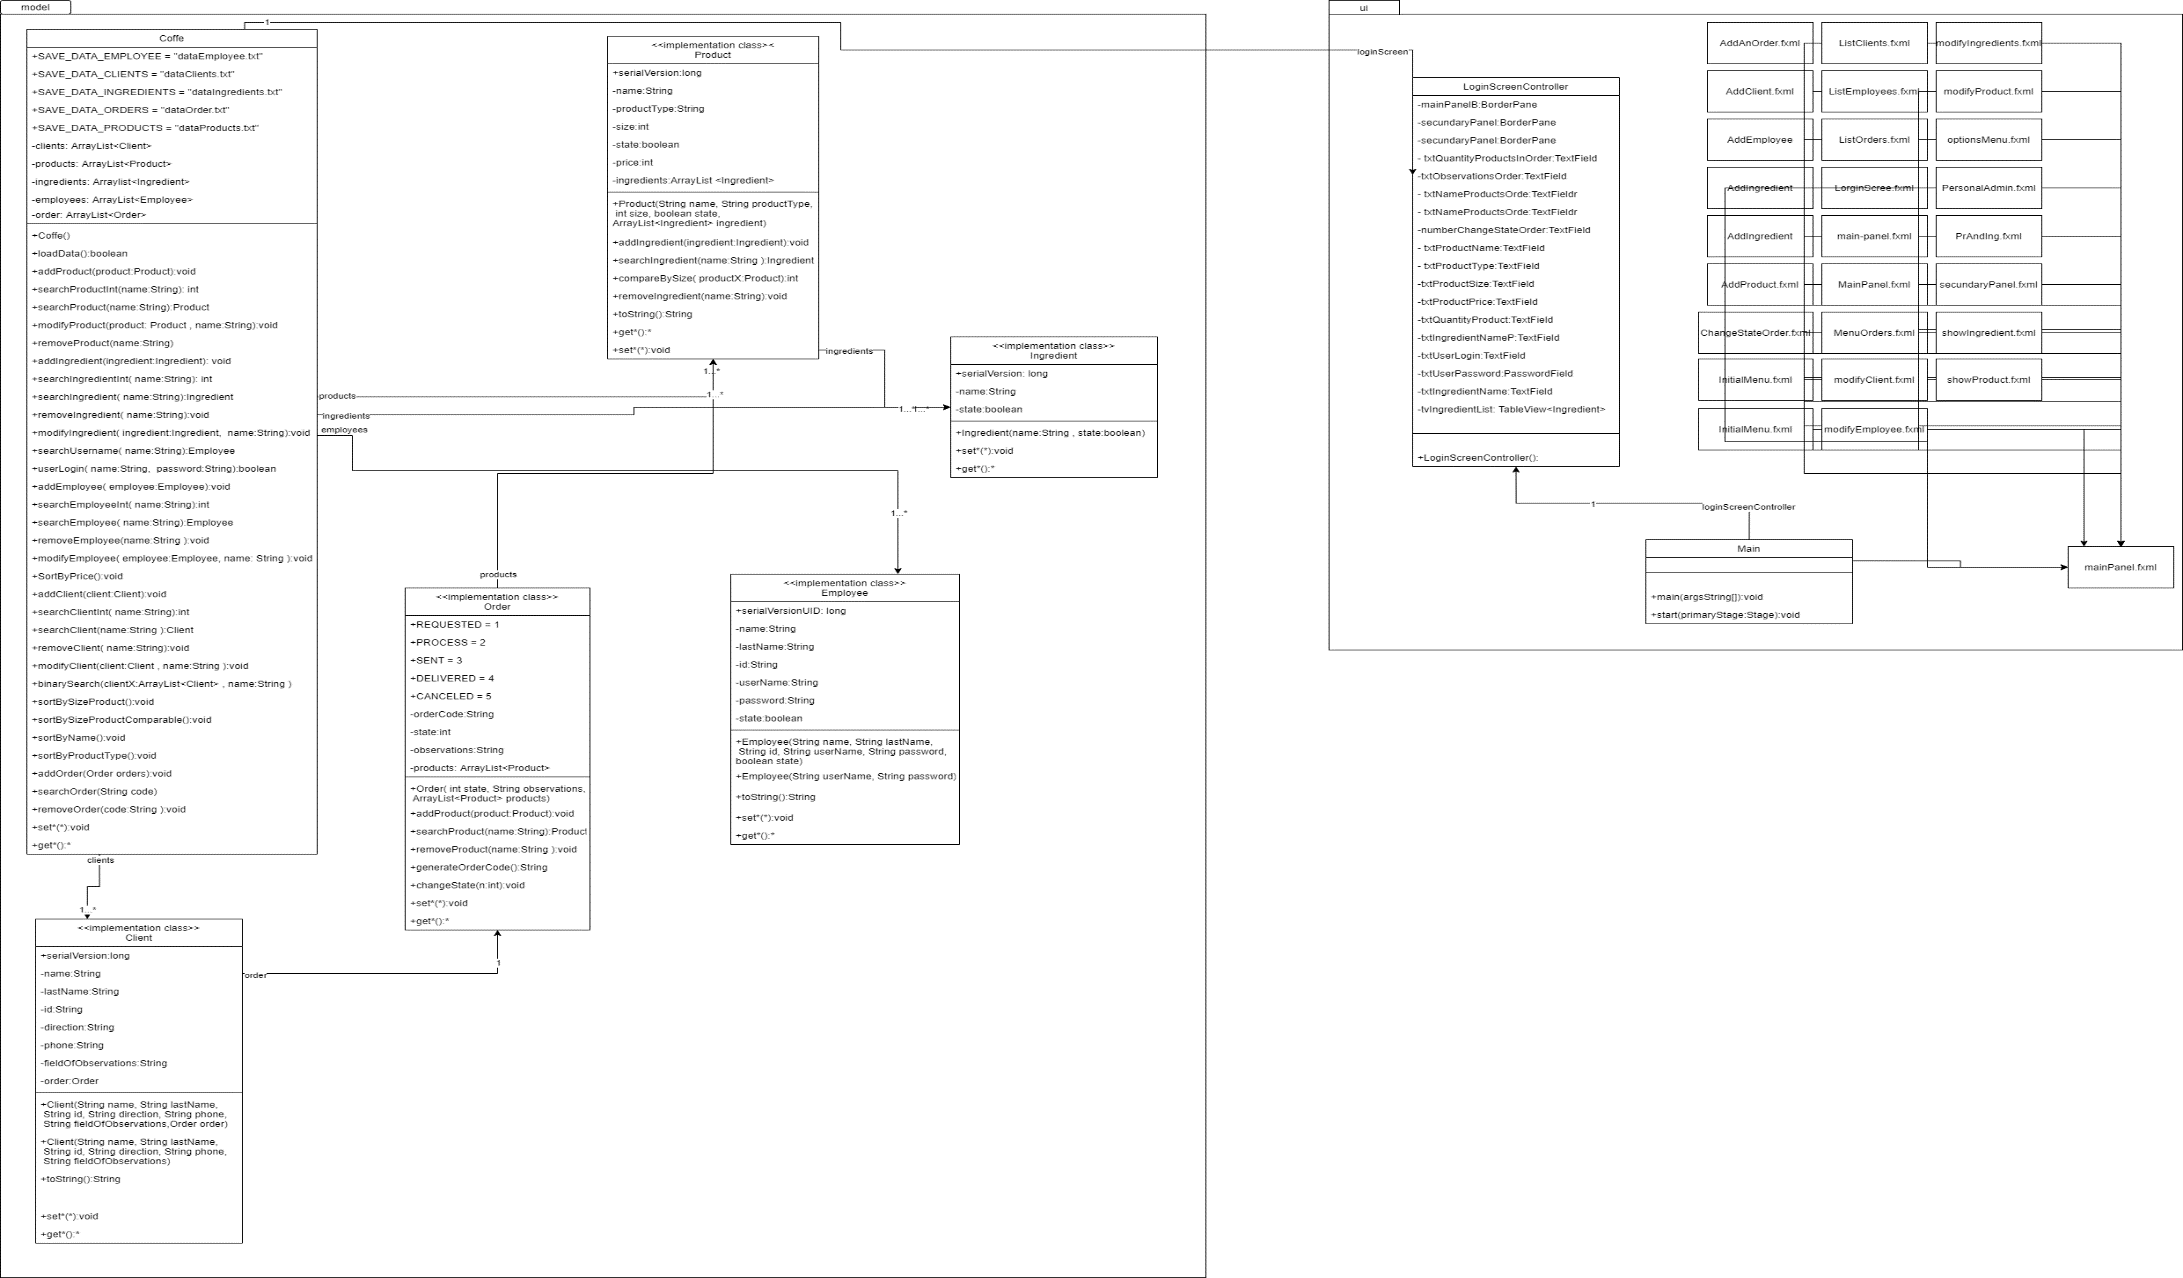 model
Coffe
+SAVE_DATA_EMPLOYEE = "dataEmployee.txt"
+SAVE_DATA_CLIENTS = "dataClients.txt"
+SAVE_DATA_INGREDIENTS = "dataIngredients.txt"
+SAVE_DATA_ORDERS = "dataOrder.txt"
+SAVE_DATA_PRODUCTS = "dataProducts.txt"
-clients: ArrayList<Client>
-products: ArrayList<Product>
-ingredients: Arraylist<Ingredient>
-employees: ArrayList<Employee>
-order: ArrayList<Order>
+Coffe()
+loadData():boolean
+addProduct(product:Product):void
+searchProductInt(name:String): int
+searchProduct(name:String):Product
+modifyProduct(product: Product , name:String):void
+removeProduct(name:String)
+addIngredient(ingredient:Ingredient): void
+searchIngredientInt( name:String): int
+searchIngredient( name:String):Ingredient
+removeIngredient( name:String):void
+modifyIngredient( ingredient:Ingredient,  name:String):void
+searchUsername( name:String):Employee
+userLogin( name:String,  password:String):boolean
+addEmployee( employee:Employee):void
+searchEmployeeInt( name:String):int
+searchEmployee( name:String):Employee
+removeEmployee(name:String ):void
+modifyEmployee( employee:Employee, name: String ):void
+SortByPrice():void
+addClient(client:Client):void
+searchClientInt( name:String):int
+searchClient(name:String ):Client
+removeClient( name:String):void
+modifyClient(client:Client , name:String ):void
+binarySearch(clientX:ArrayList<Client> , name:String )
+sortBySizeProduct():void
+sortBySizeProductComparable():void
+sortByName():void
+sortByProductType():void
+addOrder(Order orders):void
+searchOrder(String code)
+removeOrder(code:String ):void
+set*(*):void
+get*():*
clients
1...*
<<implementation class>>
Client
+serialVersion:long
-name:String
-lastName:String
-id:String
-direction:String
-phone:String
-fieldOfObservations:String
-order:Order
+Client(String name, String lastName,
String id, String direction, String phone,
String fieldOfObservations,Order order)
+Client(String name, String lastName,
String id, String direction, String phone,
String fieldOfObservations)
+toString():String
+set*(*):void
+get*():*
order
1
1
products
ingredients
employees
<<implementation class><
Product
+serialVersion:long
-name:String
-productType:String
-size:int
-state:boolean
-price:int
-ingredients:ArrayList <Ingredient>
+Product(String name, String productType,
int size, boolean state,
ArrayList<Ingredient> ingredient)
+addIngredient(ingredient:Ingredient):void
+searchIngredient(name:String ):Ingredient
+compareBySize( productX:Product):int
+removeIngredient(name:String):void
+toString():String
+get*():*
+set*(*):void
1...*
1...*
ingredients
1...*
1...*
<<implementation class>>
Ingredient
+serialVersion: long
-name:String
-state:boolean
+Ingredient(name:String , state:boolean)
+set*(*):void
+get*():*
products
<<implementation class>>
Order
+REQUESTED = 1
+PROCESS = 2
+SENT = 3
+DELIVERED = 4
+CANCELED = 5
-orderCode:String
-state:int
-observations:String
-products: ArrayList<Product>
+Order( int state, String observations,
ArrayList<Product> products)
+addProduct(product:Product):void
+searchProduct(name:String):Product
+removeProduct(name:String ):void
+generateOrderCode():String
+changeState(n:int):void
+set*(*):void
+get*():*
1...*
<<implementation class>>
Employee
+serialVersionUID: long
-name:String
-lastName:String
-id:String
-userName:String
-password:String
-state:boolean
+Employee(String name, String lastName,
String id, String userName, String password,
boolean state)
+Employee(String userName, String password)
+toString():String
+set*(*):void
+get*():*
ui
loginScreen
LoginScreenController
-mainPanelB:BorderPane
-secundaryPanel:BorderPane
-secundaryPanel:BorderPane
- txtQuantityProductsInOrder:TextField
-txtObservationsOrder:TextField
- txtNameProductsOrde:TextFieldr
- txtNameProductsOrde:TextFieldr
-numberChangeStateOrder:TextField
- txtProductName:TextField
- txtProductType:TextField
-txtProductSize:TextField
-txtProductPrice:TextField
-txtQuantityProduct:TextField
-txtIngredientNameP:TextField
-txtUserLogin:TextField
-txtUserPassword:PasswordField
-txtIngredientName:TextField
-tvIngredientList: TableView<Ingredient>
+LoginScreenController():
1
loginScreenController
Main
+main(argsString[]):void
+start(primaryStage:Stage):void
AddAnOrder.fxml ListClients.fxml modifyIngredients.fxml
AddClient.fxml ListEmployees.fxml modifyProduct.fxml
AddEmployee ListOrders.fxml optionsMenu.fxml
AddIngredient LorginScree.fxml PersonalAdmin.fxml
AddIngredient main-panel.fxml PrAndIng.fxml
AddProduct.fxml MainPanel.fxml secundaryPanel.fxml
ChangeStateOrder.fxml MenuOrders.fxml showIngredient.fxml
InitialMenu.fxml modifyClient.fxml showProduct.fxml
InitialMenu.fxml modifyEmployee.fxml
mainPanel.fxml